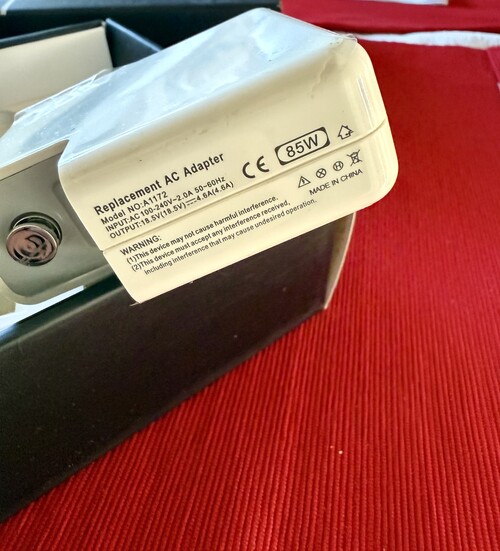 Replacement AC Adapter
Model NO:A1172
INPUT:AC 100-240V~2.0A 50~60Hz
OUTPUT:18.5V(18.5V)⎓4.6A(4.6A)
CE 85W
WARNING:
(1)This device may not cause harmful interference.
(2)This device must accept any interference received,
including interference that may cause undesired operation.
MADE IN CHINA